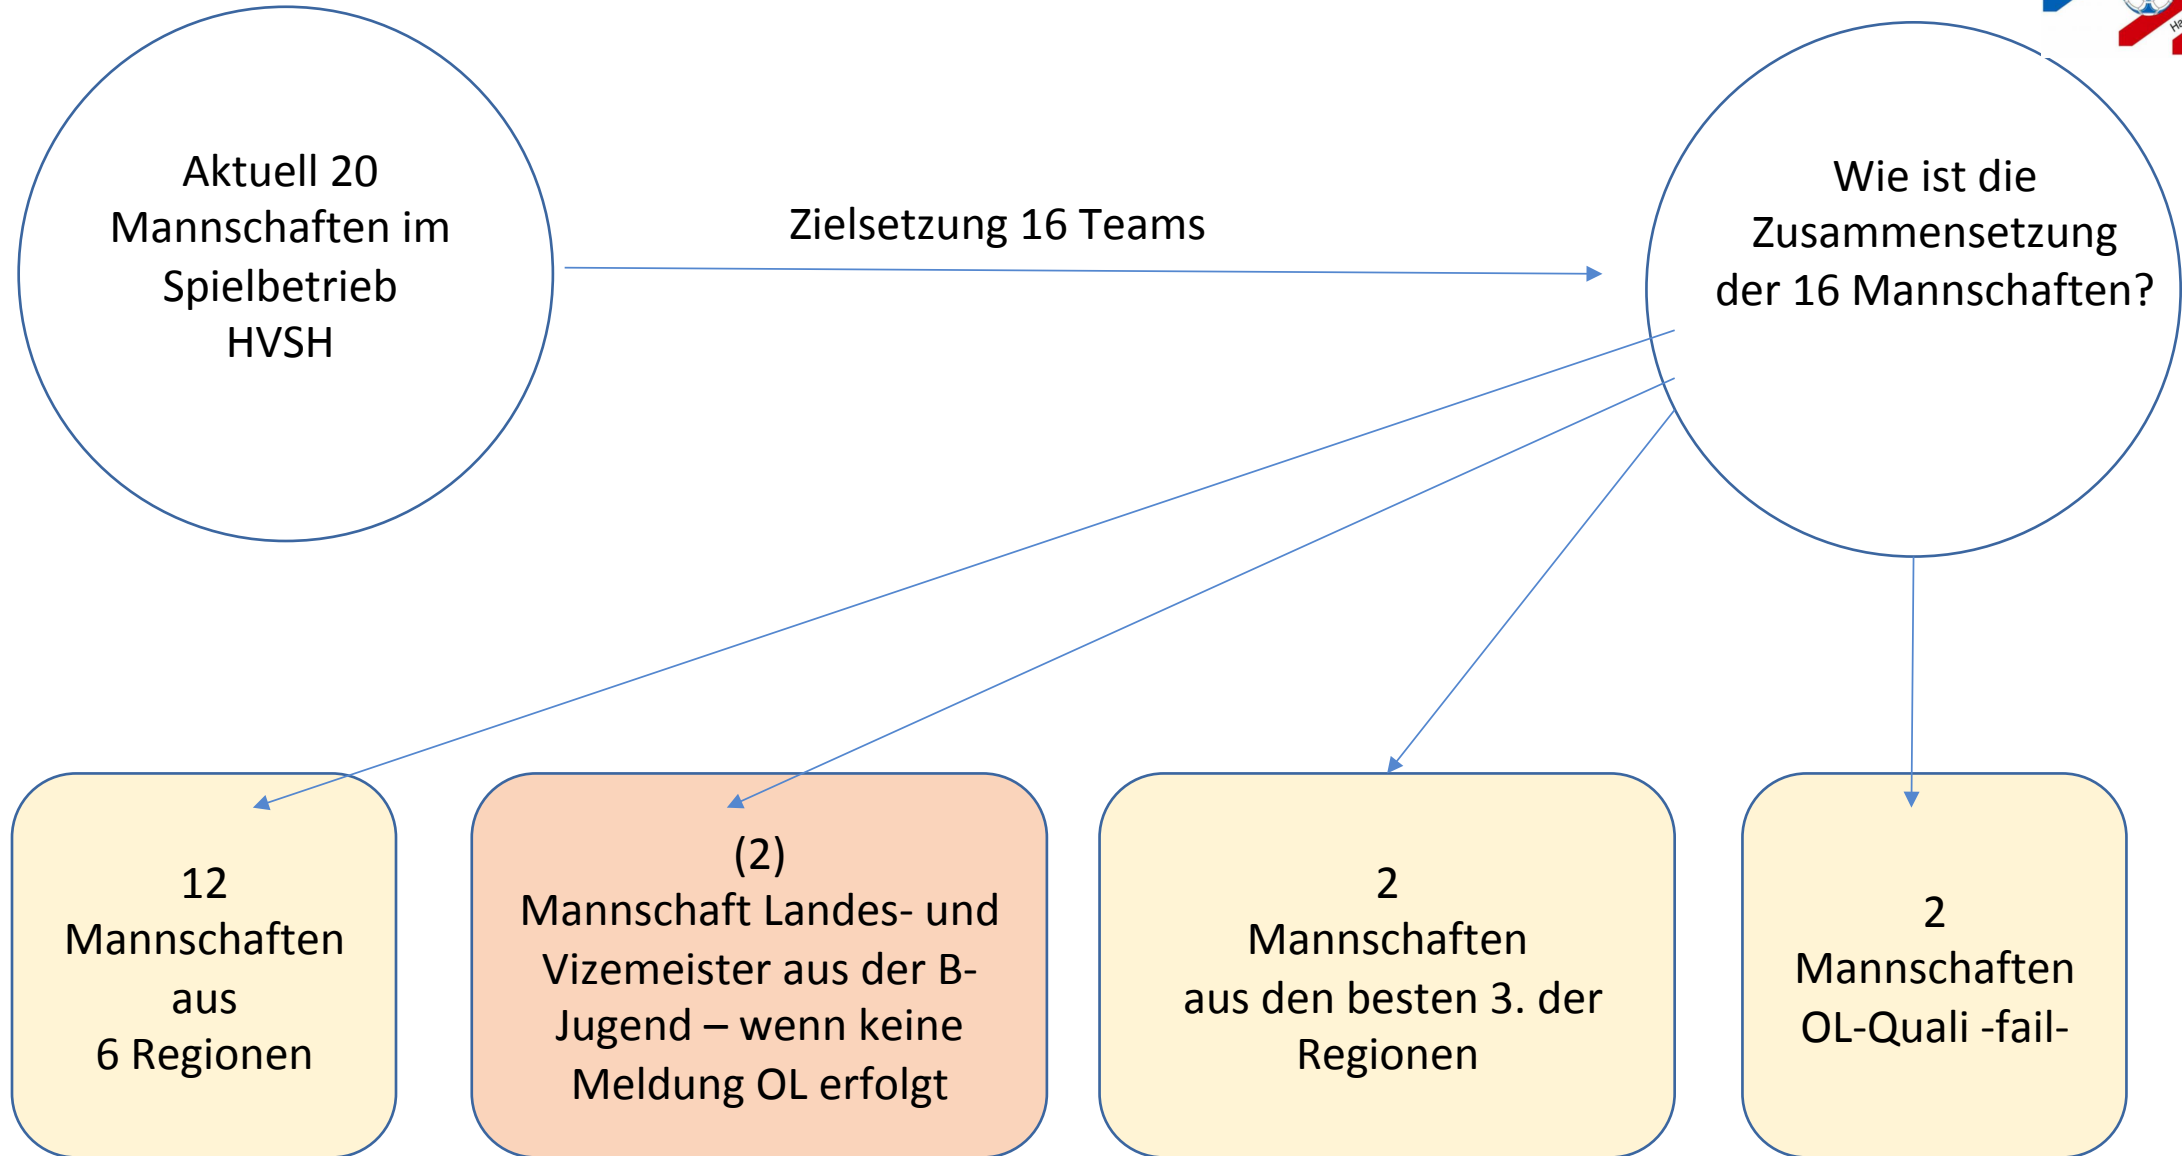 Aktuell 20
Mannschaften im
Spielbetrieb
HVSH
Zielsetzung 16 Teams
Wie ist die
Zusammensetzung
der 16 Mannschaften?
12
Mannschaften
aus
6 Regionen
(2)
Mannschaft Landes- und
Vizemeister aus der B-
Jugend – wenn keine
Meldung OL erfolgt
2
Mannschaften
aus den besten 3. der
Regionen
2
Mannschaften
OL-Quali -fail-